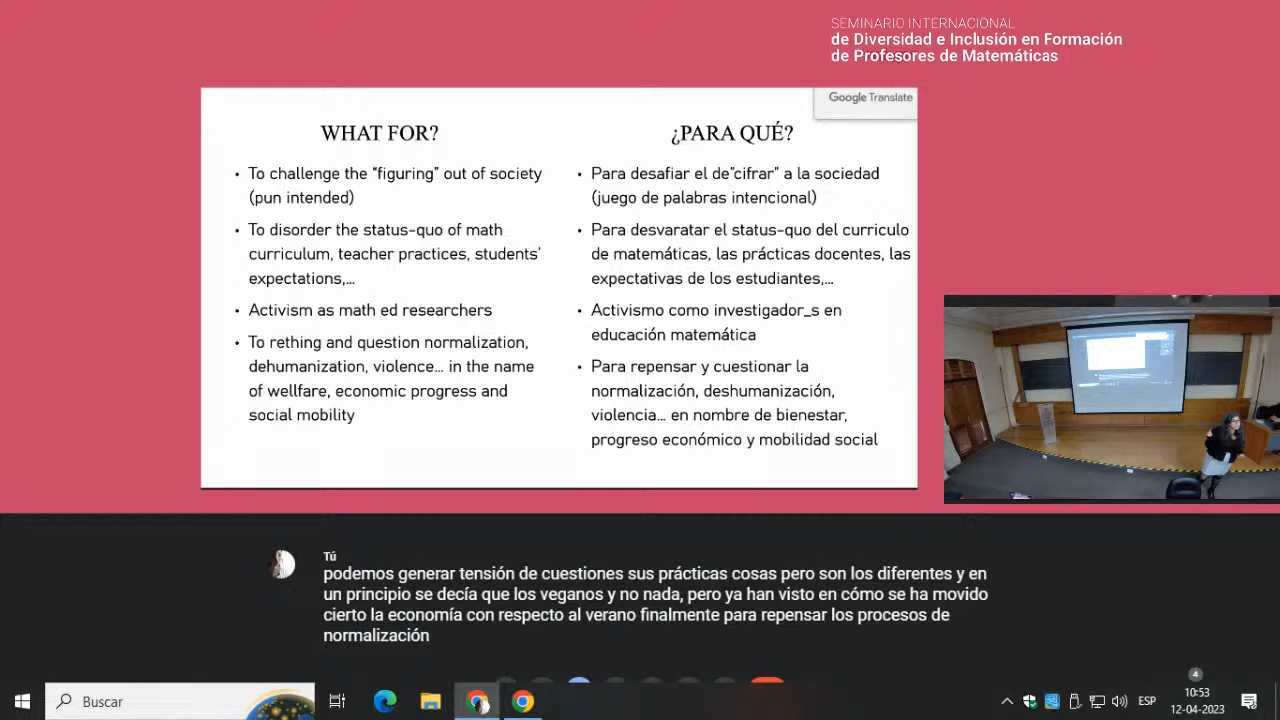 SEMINARIO INTERNACIONAL
de Diversidad e Inclusión en Formación
de Profesores de Matemáticas
Google Translate
WHAT FOR?
• To challenge the “figuring” out of society
(pun intended)
• To disorder the status-quo of math
curriculum, teacher practices, students’
expectations,...
• Activism as math ed researchers
• To rething and question normalization,
dehumanization, violence... in the name
of wellfare, economic progress and
social mobility
¿PARA QUÉ?
• Para desafiar el de"cifrar" a la sociedad
(juego de palabras intencional)
• Para desvaratar el status-quo del curriculo
de matemáticas, las prácticas docentes, las
expectativas de los estudiantes,...
• Activismo como investigador_s en
educación matemática
• Para repensar y cuestionar la
normalización, deshumanización,
violencia... en nombre de bienestar,
progreso económico y mobilidad social
Tú
podemos generar tensión de cuestiones sus prácticas cosas pero son los diferentes y en
un principio se decía que los veganos y no nada, pero ya han visto en cómo se ha movido
cierto la economía con respecto al verano finalmente para repensar los procesos de
normalización
4
Buscar
ESP
10:53
12-04-2023